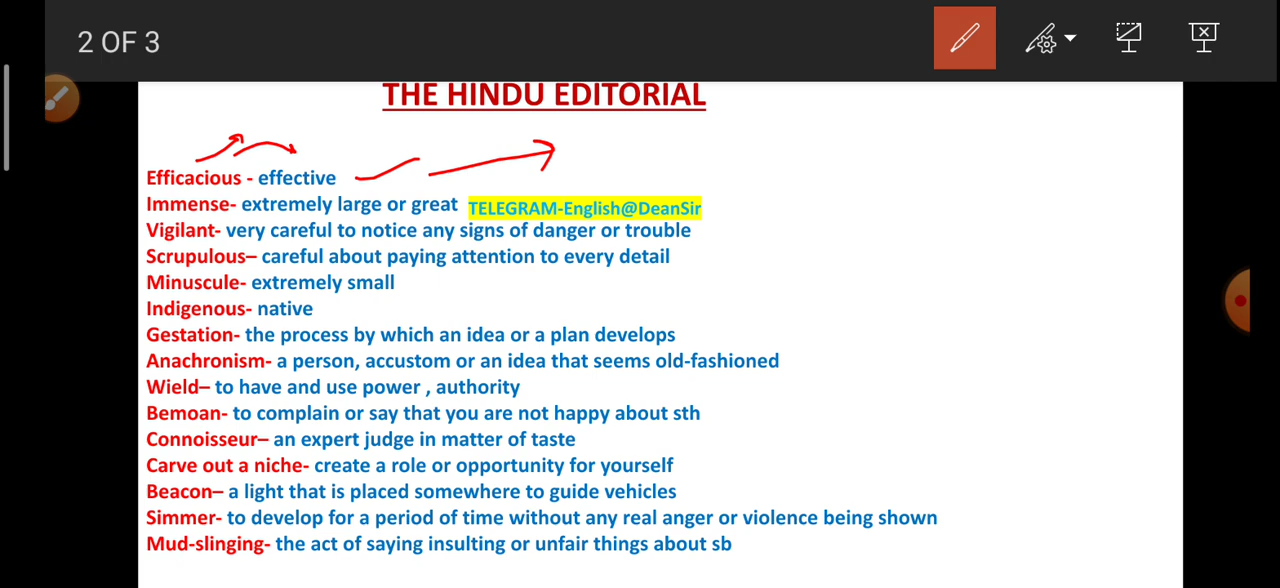 2 OF 3
THE HINDU EDITORIAL
Efficacious - effective
Immense- extremely large or great TELEGRAM-English@DeanSir
Vigilant- very careful to notice any signs of danger or trouble
Scrupulous– careful about paying attention to every detail
Minuscule- extremely small
Indigenous- native
Gestation- the process by which an idea or a plan develops
Anachronism- a person, accustom or an idea that seems old-fashioned
Wield– to have and use power , authority
Bemoan- to complain or say that you are not happy about sth
Connoisseur– an expert judge in matter of taste
Carve out a niche- create a role or opportunity for yourself
Beacon– a light that is placed somewhere to guide vehicles
Simmer- to develop for a period of time without any real anger or violence being shown
Mud-slinging- the act of saying insulting or unfair things about sb